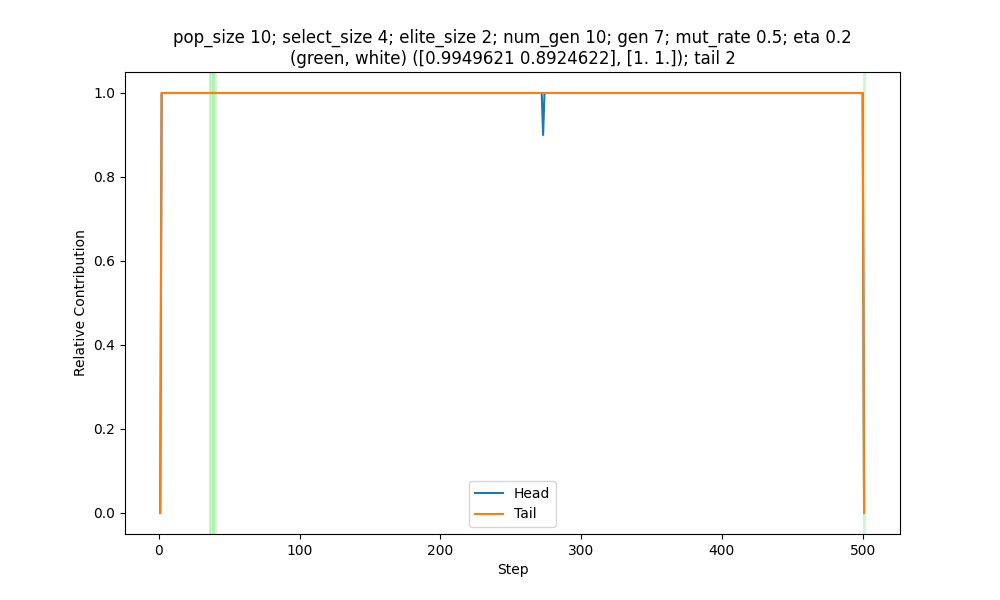 pop_size 10; select_size 4; elite_size 2; num_gen 10; gen 7; mut_rate 0.5; eta 0.2
(green, white) ([0.9949621 0.8924622], [1. 1.]); tail 2
1.0
0.8
0.6
0.4
0.2
0.0
Relative Contribution
Head
Tail
0 100 200 300 400 500
Step